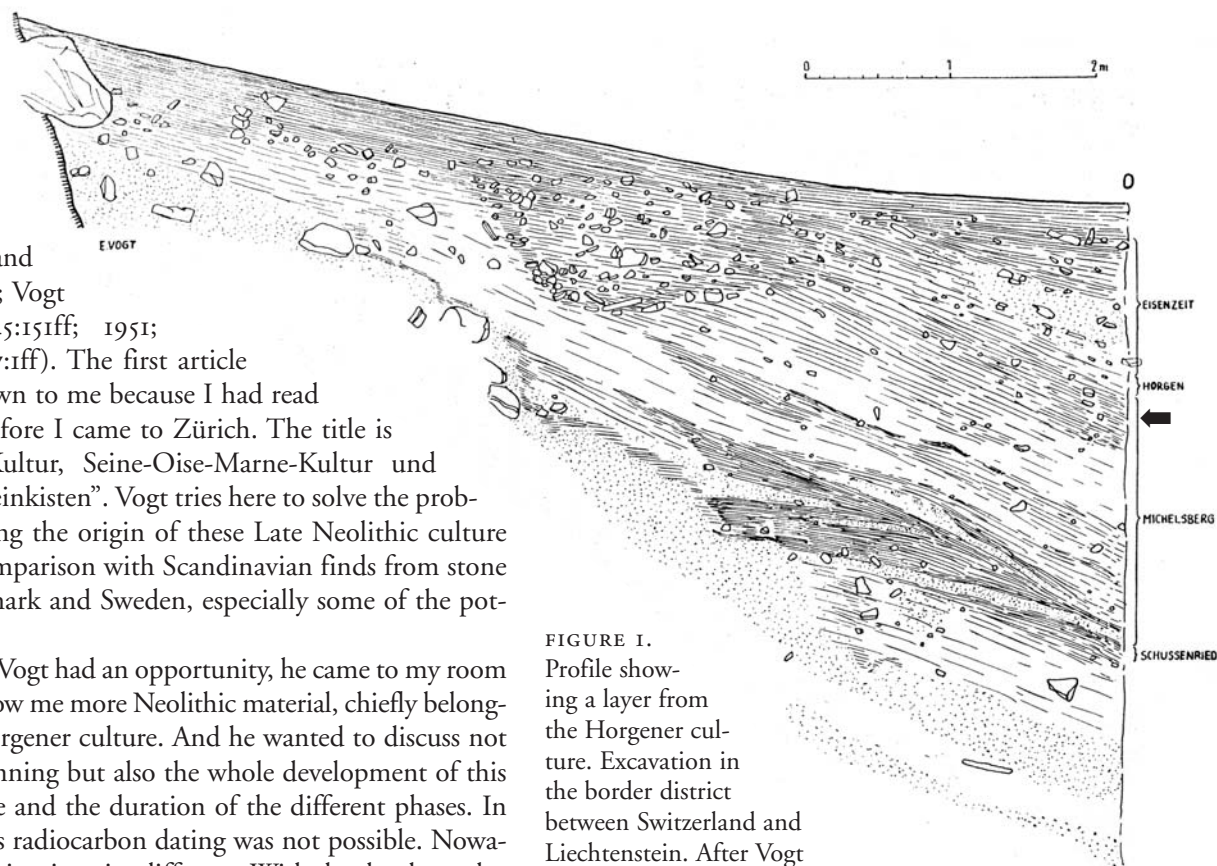 0 1 2 m
0
E.VOGT
EISENZEIT
HORGEN
MICHELSBERG
SCHUSSENRIED
and
; Vogt
5:151ff; 1951;
:1ff). The first article
wn to me because I had read
fore I came to Zürich. The title is
Kultur, Seine-Oise-Marne-Kultur und
einkisten”. Vogt tries here to solve the prob-
ng the origin of these Late Neolithic culture
mparison with Scandinavian finds from stone
mark and Sweden, especially some of the pot-
Vogt had an opportunity, he came to my room
ow me more Neolithic material, chiefly belong-
rgener culture. And he wanted to discuss not
nning but also the whole development of this
e and the duration of the different phases. In
s radiocarbon dating was not possible. Nowa-
FIGURE 1.
Profile show-
ing a layer from
the Horgener cul-
ture. Excavation in
the border district
between Switzerland and
Liechtenstein. After Vogt